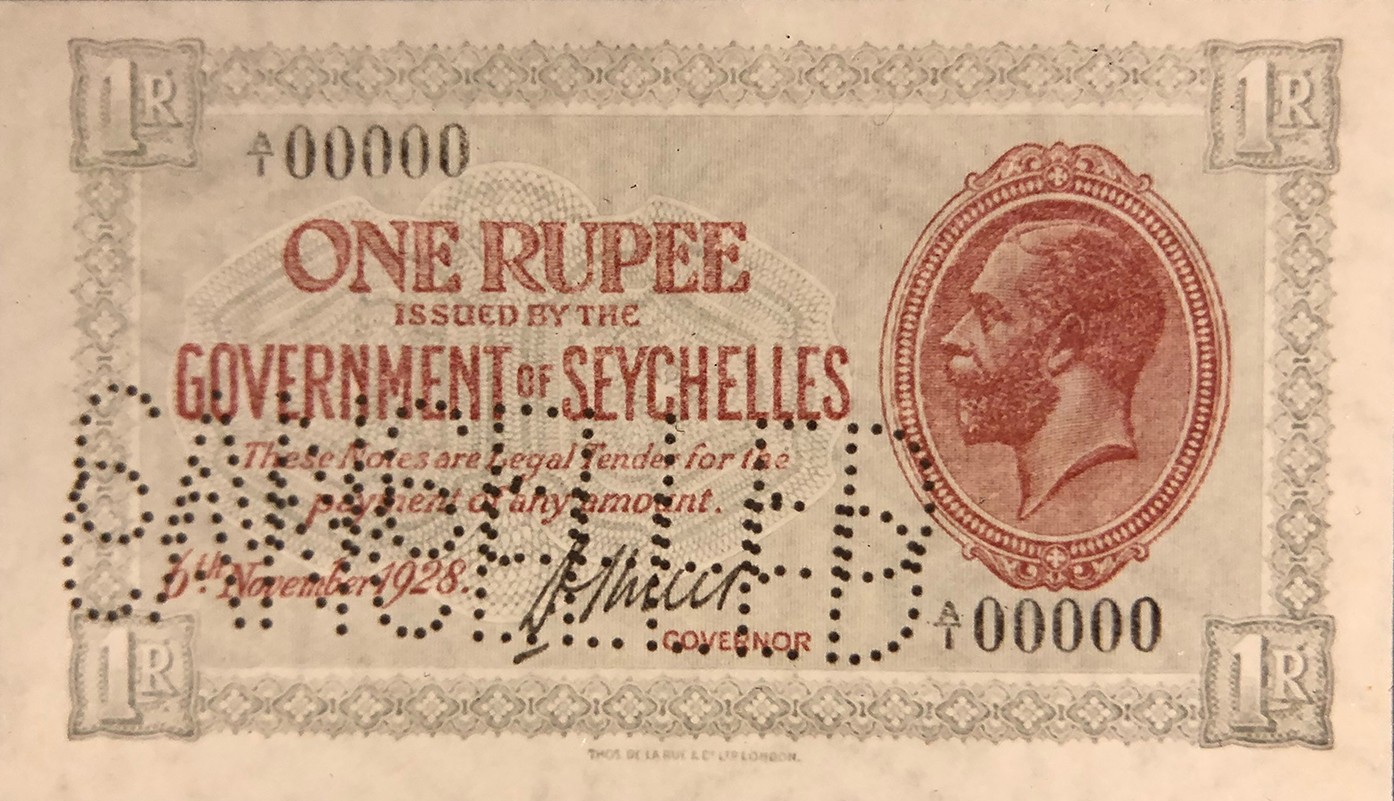 1R 1R
A/1 00000
ONE RUPEE
ISSUED BY THE
GOVERNMENT OF SEYCHELLES
These Notes are Legal Tender for the
payment of any amount.
CANCELLED
6th November 1928.
GOVERNOR
A/1 00000
1R 1R
THOS. DE LA RUE & Cº LTD LONDON.